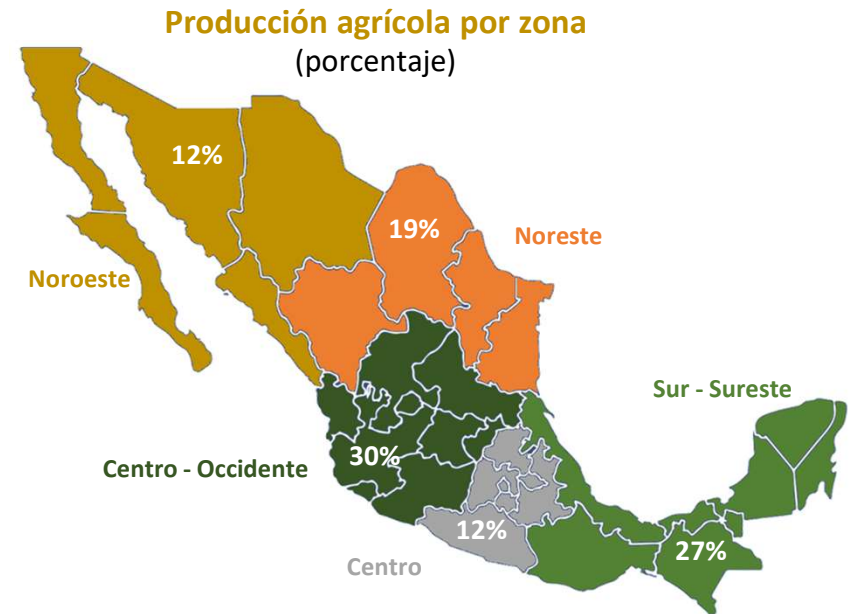 Producción agrícola por zona
(porcentaje)
12%
19%
Noreste
Noroeste
Sur - Sureste
30%
Centro - Occidente
12%
27%
Centro